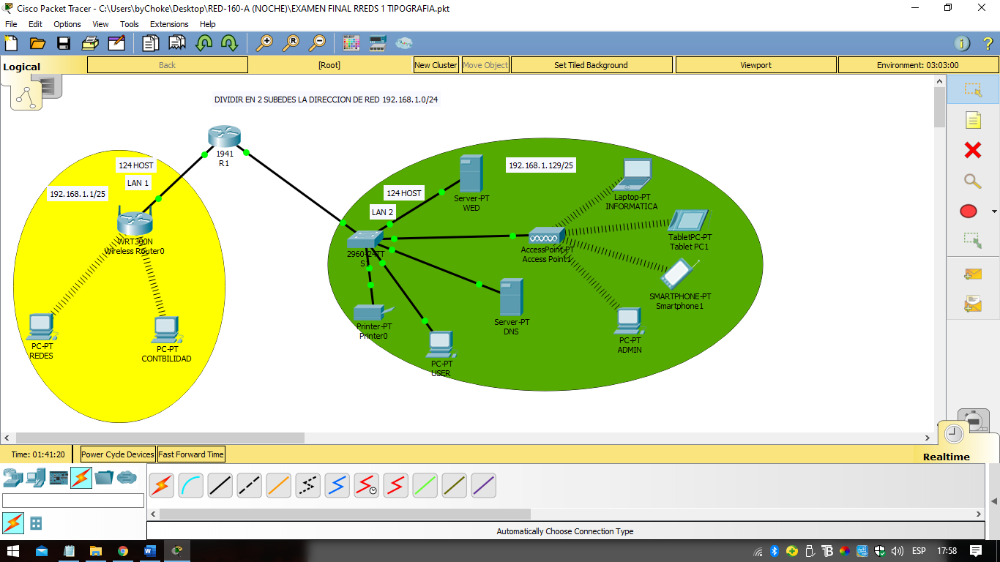 Cisco Packet Tracer - C:\Users\byChoke\Desktop\RED-160-A (NOCHE)\EXAMEN FINAL RREDS 1 TIPOGRAFIA.pkt
File Edit Options View Tools Extensions Help
Logical Back [Root] New Cluster Move Object Set Tiled Background Viewport Environment: 03:03:00
DIVIDIR EN 2 SUBEDES LA DIRECCION DE RED 192.168.1.0/24
1941
R1
124 HOST
LAN 1
192.168.1.1/25
WRT300N
Wireless Router0
PC-PT
REDES
PC-PT
CONTBILIDAD
192.168.1.129/25
124 HOST
LAN 2
Server-PT
WED
Laptop-PT
INFORMATICA
TabletPC-PT
Tablet PC1
2960-24TT
AccessPoint-PT
Access Point1
SMARTPHONE-PT
Smartphone1
Printer-PT
Printer0
Server-PT
DNS
PC-PT
ADMIN
PC-PT
USER
Time: 01:41:20 Power Cycle Devices Fast Forward Time
Realtime
Automatically Choose Connection Type
ESP 17:58